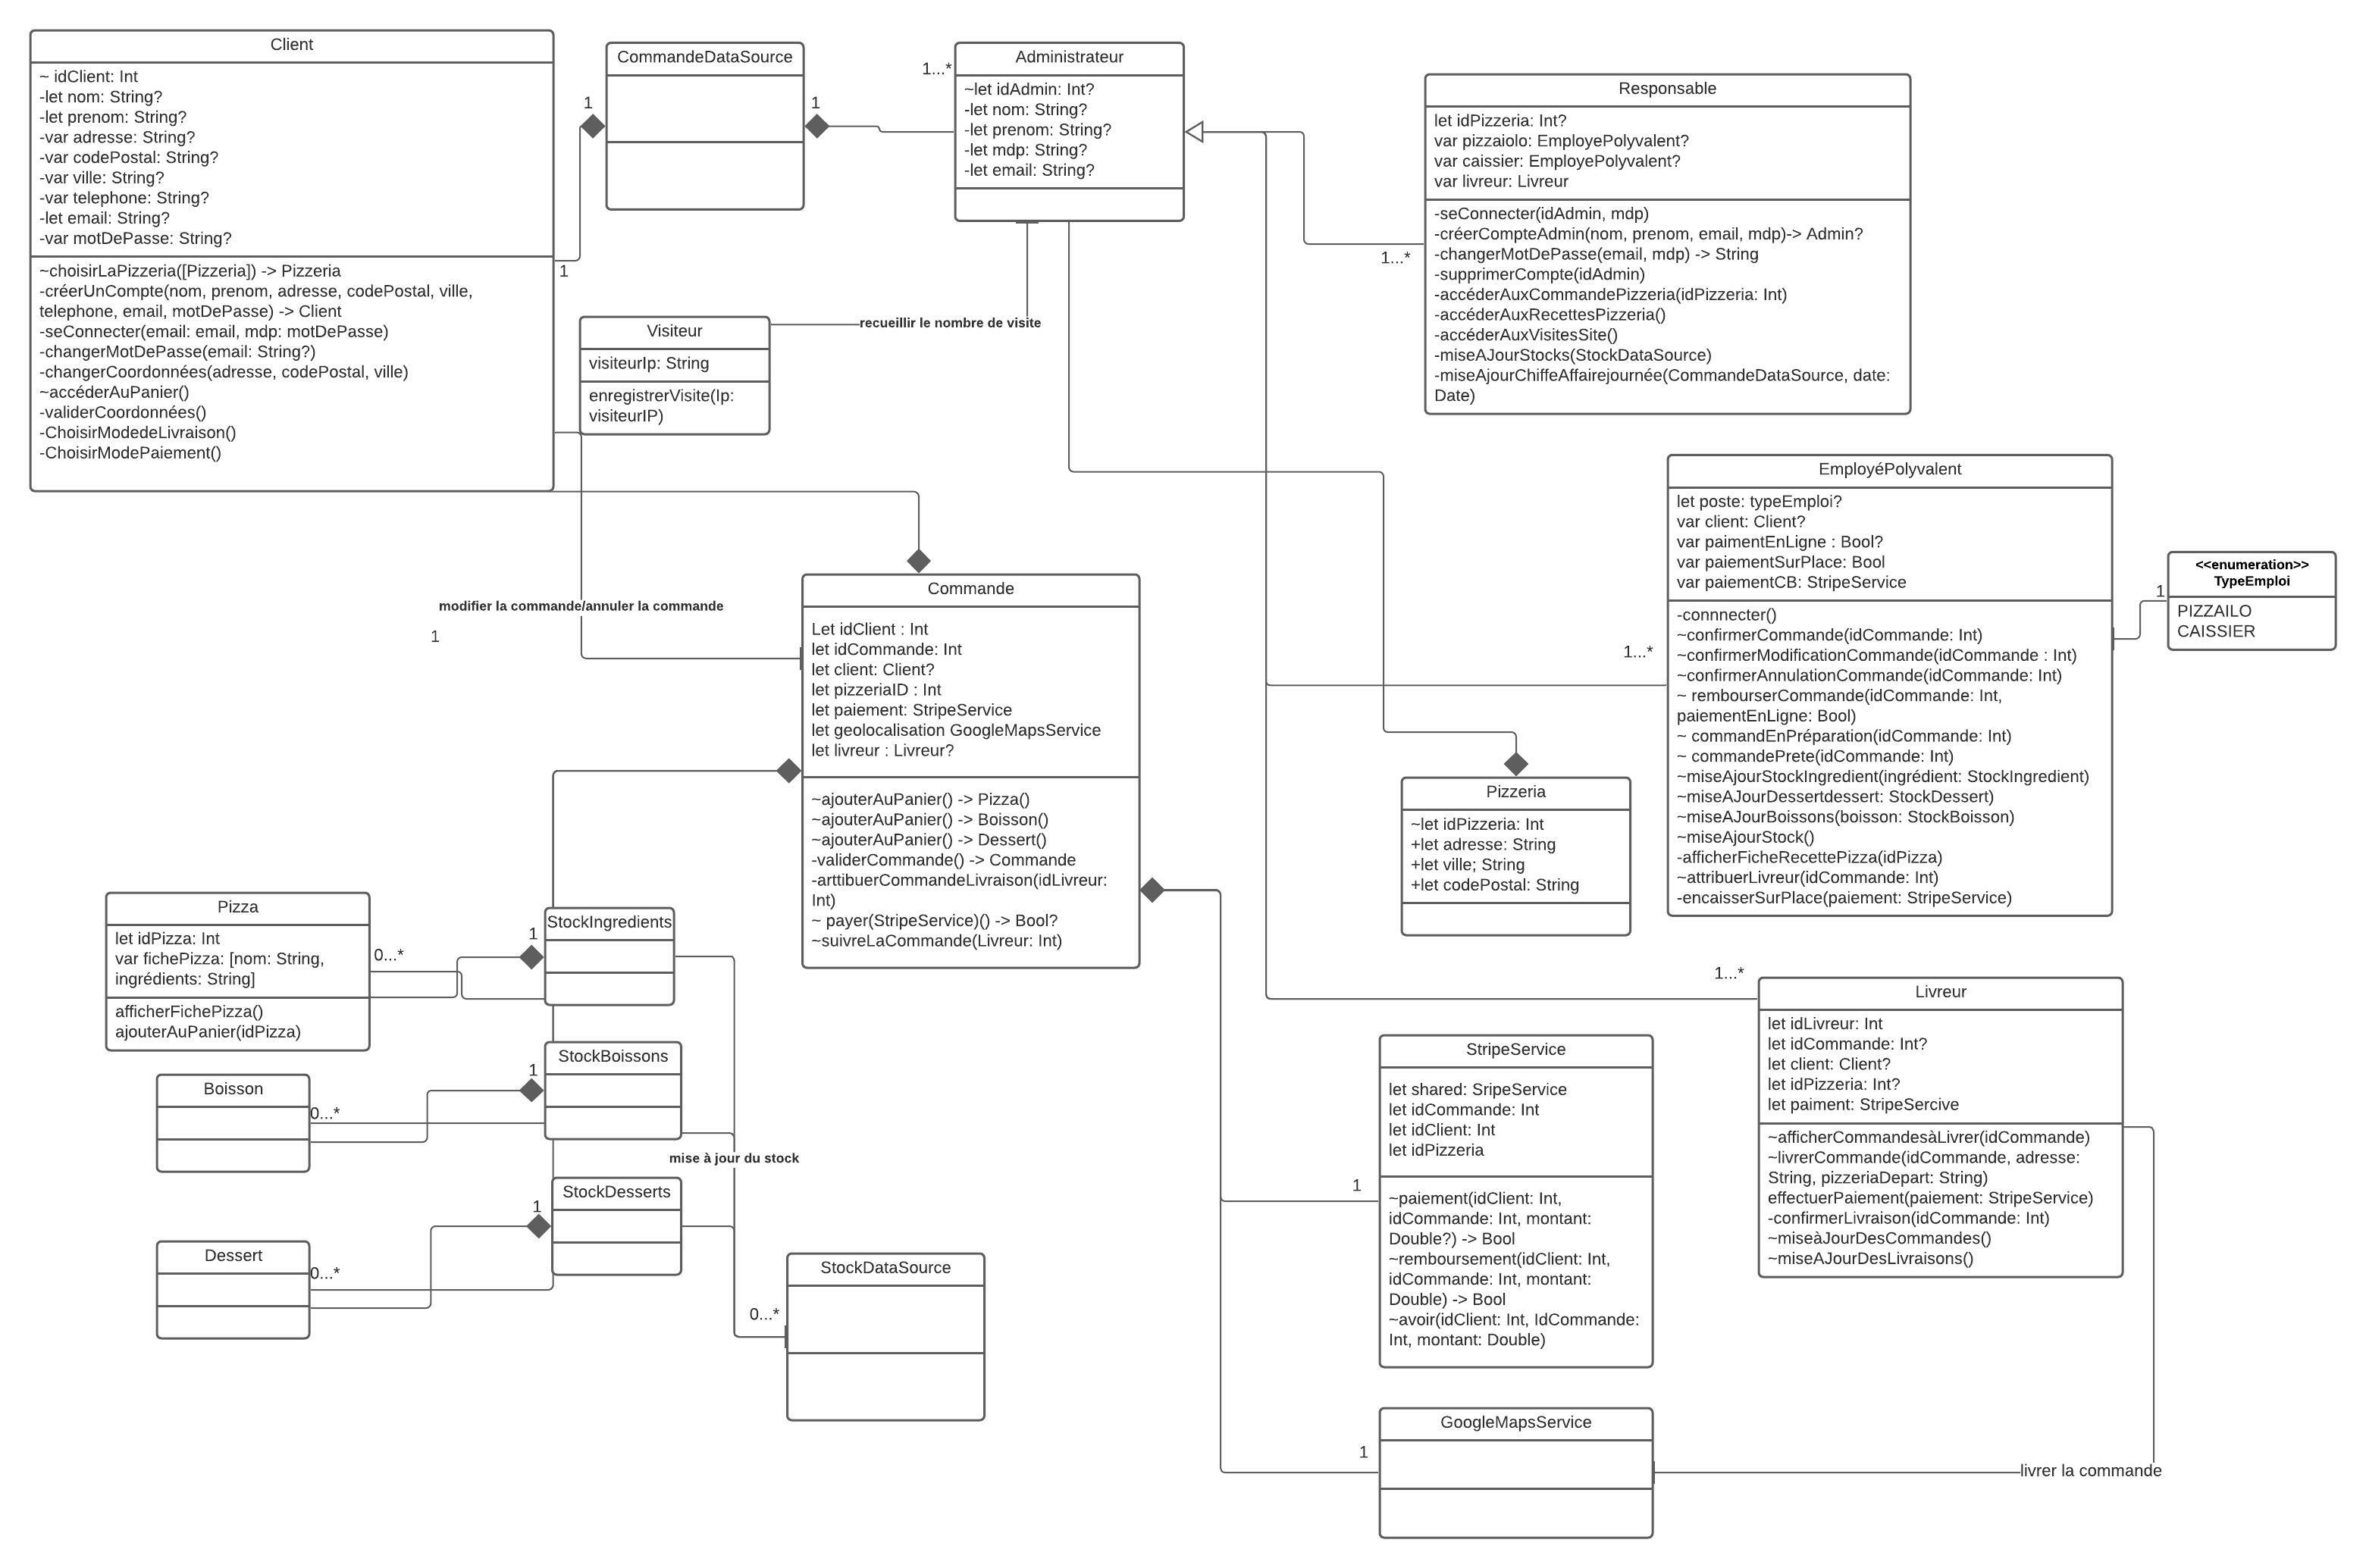 Client
~ idClient: Int
-let nom: String?
-let prenom: String?
-var adresse: String?
-var codePostal: String?
-var ville: String?
-var telephone: String?
-let email: String?
-var motDePasse: String?
~choisirLaPizzeria([Pizzeria]) -> Pizzeria
-créerUnCompte(nom, prenom, adresse, codePostal, ville,
telephone, email, motDePasse) -> Client
-seConnecter(email: email, mdp: motDePasse)
-changerMotDePasse(email: String?)
-changerCoordonnées(adresse, codePostal, ville)
~accéderAuPanier()
-validerCoordonnées()
-ChoisirModedeLivraison()
-ChoisirModePaiement()
1
1
CommandeDataSource
1
1...*
Administrateur
~let idAdmin: Int?
-let nom: String?
-let prenom: String?
-let mdp: String?
-let email: String?
Responsable
let idPizzeria: Int?
var pizzaiolo: EmployePolyvalent?
var caissier: EmployePolyvalent?
var livreur: Livreur
-seConnecter(idAdmin, mdp)
-créerCompteAdmin(nom, prenom, email, mdp)-> Admin?
-changerMotDePasse(email, mdp) -> String
-supprimerCompte(idAdmin)
-accéderAuxCommandePizzeria(idPizzeria: Int)
-accéderAuxRecettesPizzeria()
-accéderAuxVisitesSite()
-miseAJourStocks(StockDataSource)
-miseAjourChiffeAffairejournée(CommandeDataSource, date:
Date)
1...*
Visiteur
visiteurIp: String
enregistrerVisite(Ip:
visiteurIP)
recueillir le nombre de visite
EmployéPolyvalent
let poste: typeEmploi?
var client: Client?
var paimentEnLigne : Bool?
var paiementSurPlace: Bool
var paiementCB: StripeService
-connnecter()
~confirmerCommande(idCommande: Int)
~confirmerModificationCommande(idCommande : Int)
~confirmerAnnulationCommande(idCommande: Int)
~ rembourserCommande(idCommande: Int,
paiementEnLigne: Bool)
~ commandEnPréparation(idCommande: Int)
~ commandePrete(idCommande: Int)
~miseAjourStockIngredient(ingrédient: StockIngredient)
~miseAJourDessertdessert: StockDessert)
~miseAJourBoissons(boisson: StockBoisson)
~miseAjourStock()
-afficherFicheRecettePizza(idPizza)
~attribuerLivreur(idCommande: Int)
-encaisserSurPlace(paiement: StripeService)
1...*
1
<<enumeration>>
TypeEmploi
PIZZAILO
CAISSIER
modifier la commande/annuler la commande
1
Commande
Let idClient : Int
let idCommande: Int
let client: Client?
let pizzeriaID : Int
let paiement: StripeService
let geolocalisation GoogleMapsService
let livreur : Livreur?
~ajouterAuPanier() -> Pizza()
~ajouterAuPanier() -> Boisson()
~ajouterAuPanier() -> Dessert()
-validerCommande() -> Commande
-arttibuerCommandeLivraison(idLivreur:
Int)
~ payer(StripeService)() -> Bool?
~suivreLaCommande(Livreur: Int)
Pizzeria
~let idPizzeria: Int
+let adresse: String
+let ville; String
+let codePostal: String
Pizza
let idPizza: Int
var fichePizza: [nom: String,
ingrédients: String]
afficherFichePizza()
ajouterAuPanier(idPizza)
0...*
1
StockIngredients
Boisson
0...*
1
StockBoissons
mise à jour du stock
Dessert
0...*
1
StockDesserts
0...*
StockDataSource
1...*
Livreur
let idLivreur: Int
let idCommande: Int?
let client: Client?
let idPizzeria: Int?
let paiment: StripeSercive
~afficherCommandesàLivrer(idCommande)
~livrerCommande(idCommande, adresse:
String, pizzeriaDepart: String)
effectuerPaiement(paiement: StripeService)
-confirmerLivraison(idCommande: Int)
~miseàJourDesCommandes()
~miseAJourDesLivraisons()
StripeService
let shared: SripeService
let idCommande: Int
let idClient: Int
let idPizzeria
~paiement(idClient: Int,
idCommande: Int, montant:
Double?) -> Bool
~remboursement(idClient: Int,
idCommande: Int, montant:
Double) -> Bool
~avoir(idClient: Int, IdCommande:
Int, montant: Double)
1
GoogleMapsService
1
livrer la commande